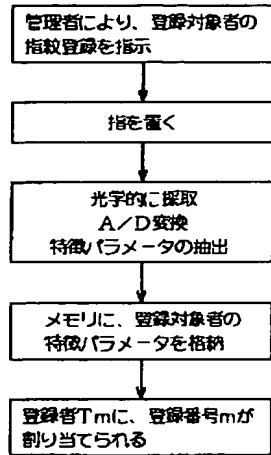 管理者により、登録対象者の
指紋登録を指示
指を置く
光学的に採取
A/D変換
特徴パラメータの抽出
メモリに、登録対象者の
特徴パラメータを格納
登録者Tmに、登録番号mが
割り当てられる